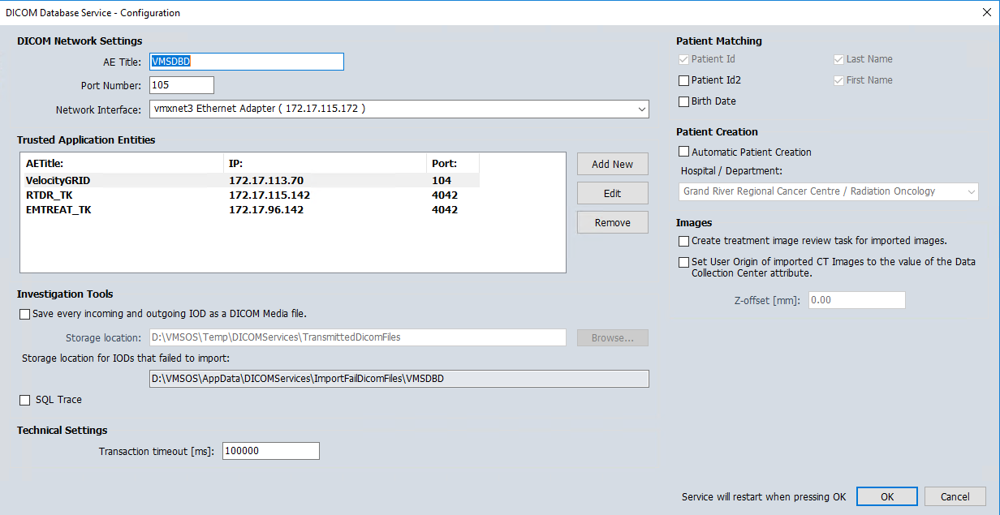 DICOM Database Service - Configuration
DICOM Network Settings
AE Title: VMSDBD
Port Number: 105
Network Interface: vmxnet3 Ethernet Adapter ( 172.17.115.172 )
Trusted Application Entities
AETitle: IP: Port:
VelocityGRID 172.17.113.70 104
RTDR_TK 172.17.115.142 4042
EMTREAT_TK 172.17.96.142 4042
Add New
Edit
Remove
Investigation Tools
Save every incoming and outgoing IOD as a DICOM Media file.
Storage location: D:\VMSOS\Temp\DICOMServices\TransmittedDicomFiles Browse...
Storage location for IODs that failed to import:
D:\VMSOS\AppData\DICOMServices\ImportFailDicomFiles\VMSDBD
SQL Trace
Technical Settings
Transaction timeout [ms]: 100000
Patient Matching
Patient Id Last Name
Patient Id2 First Name
Birth Date
Patient Creation
Automatic Patient Creation
Hospital / Department:
Grand River Regional Cancer Centre / Radiation Oncology
Images
Create treatment image review task for imported images.
Set User Origin of imported CT Images to the value of the Data
Collection Center attribute.
Z-offset [mm]: 0.00
Service will restart when pressing OK OK Cancel